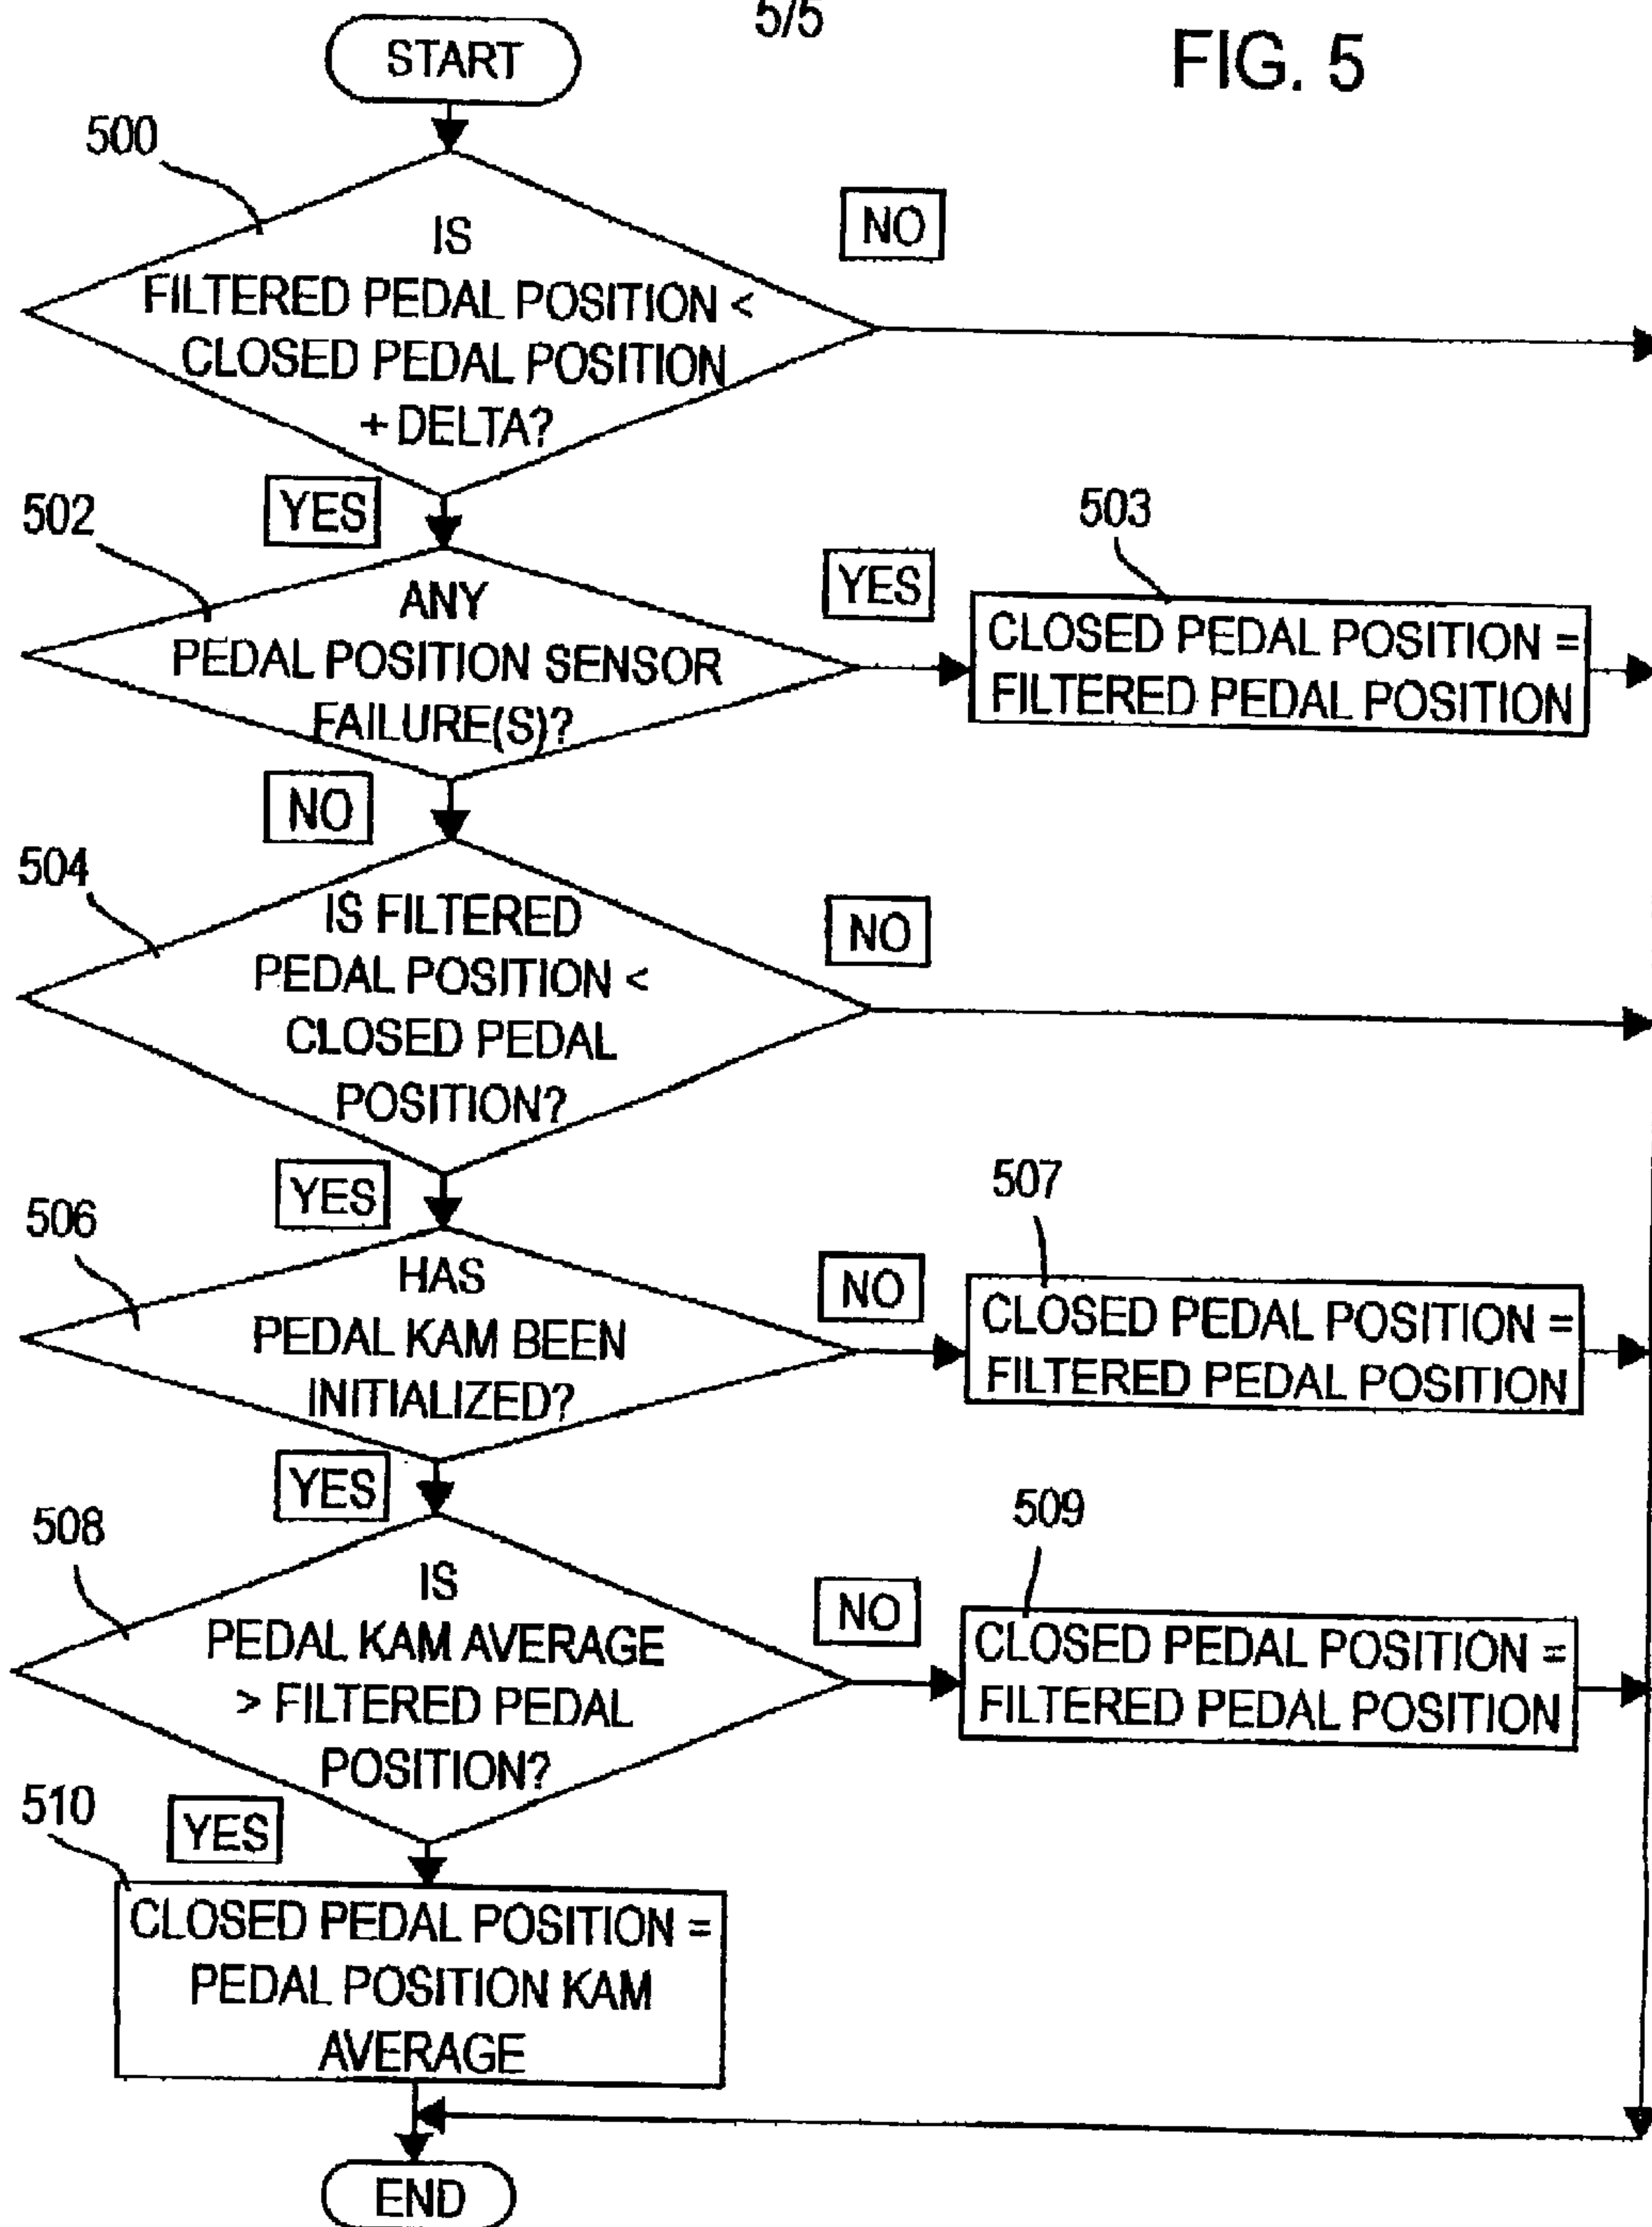 5/5
FIG. 5
START
500
IS
FILTERED PEDAL POSITION <
CLOSED PEDAL POSITION
+ DELTA?
NO
YES
502
ANY
PEDAL POSITION SENSOR
FAILURE(S)?
YES
503
CLOSED PEDAL POSITION =
FILTERED PEDAL POSITION
NO
504
IS FILTERED
PEDAL POSITION <
CLOSED PEDAL
POSITION?
NO
YES
506
HAS
PEDAL KAM BEEN
INITIALIZED?
NO
507
CLOSED PEDAL POSITION =
FILTERED PEDAL POSITION
YES
508
IS
PEDAL KAM AVERAGE
> FILTERED PEDAL
POSITION?
NO
509
CLOSED PEDAL POSITION =
FILTERED PEDAL POSITION
YES
510
CLOSED PEDAL POSITION =
PEDAL POSITION KAM
AVERAGE
END